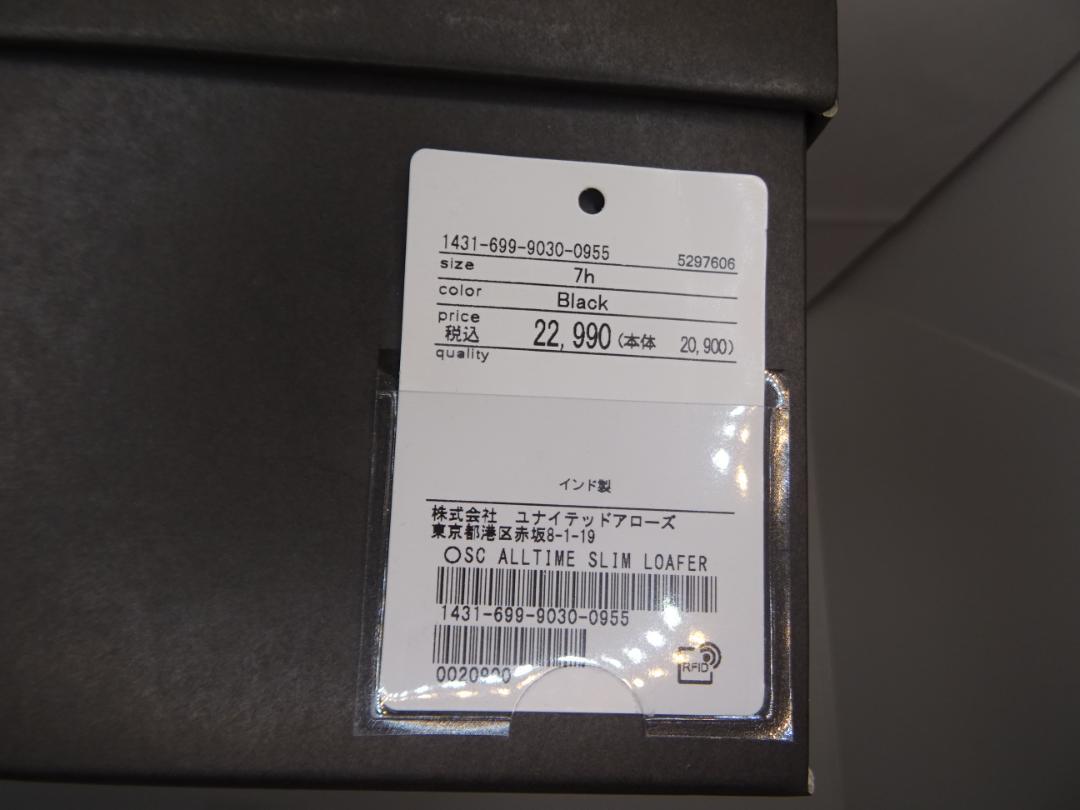 1431-699-9030-0955 5297606
size 7h
color Black
price
税込 22,990 (本体 20,900)
quality
インド製
株式会社 ユナイテッドアローズ
東京都港区赤坂8-1-19
○SC ALLTIME SLIM LOAFER
1431-699-9030-0955
0020900
RFID